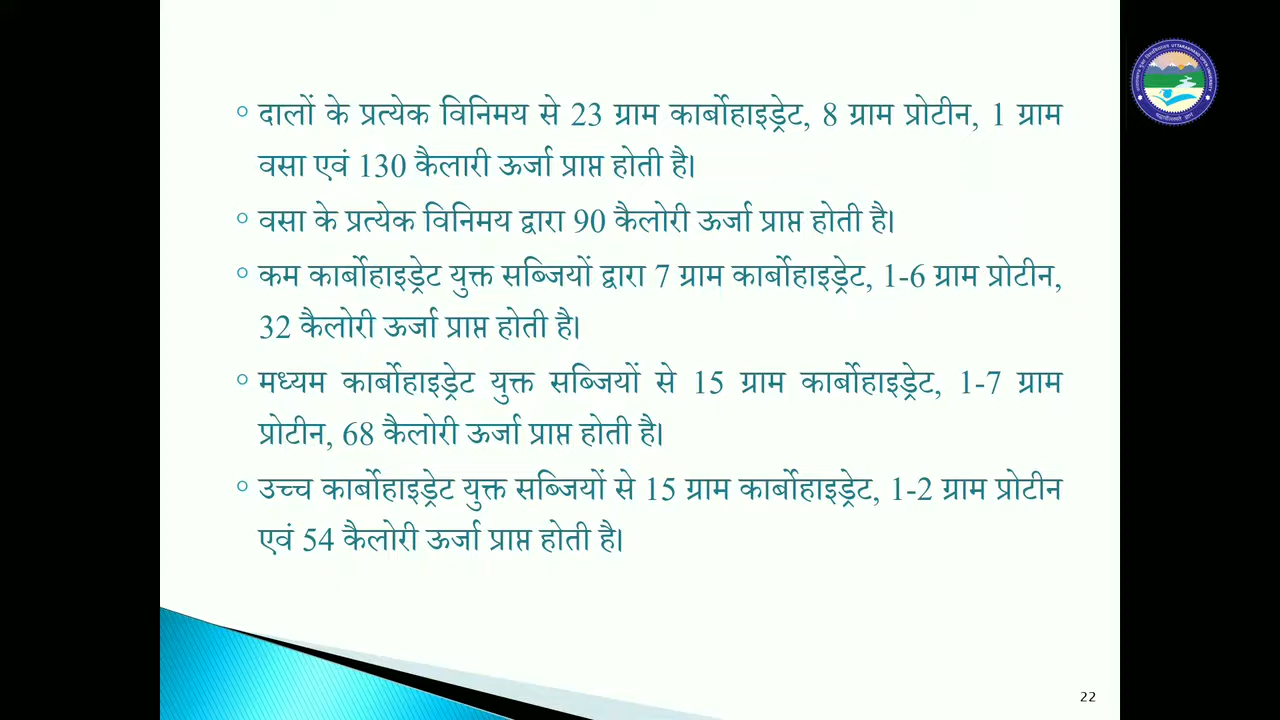 ◦ दालों के प्रत्येक विनिमय से 23 ग्राम कार्बोहाइड्रेट, 8 ग्राम प्रोटीन, 1 ग्राम
वसा एवं 130 कैलारी ऊर्जा प्राप्त होती है।
◦ वसा के प्रत्येक विनिमय द्वारा 90 कैलोरी ऊर्जा प्राप्त होती है।
◦ कम कार्बोहाइड्रेट युक्त सब्जियों द्वारा 7 ग्राम कार्बोहाइड्रेट, 1-6 ग्राम प्रोटीन,
32 कैलोरी ऊर्जा प्राप्त होती है।
◦ मध्यम कार्बोहाइड्रेट युक्त सब्जियों से 15 ग्राम कार्बोहाइड्रेट, 1-7 ग्राम
प्रोटीन, 68 कैलोरी ऊर्जा प्राप्त होती है।
◦ उच्च कार्बोहाइड्रेट युक्त सब्जियों से 15 ग्राम कार्बोहाइड्रेट, 1-2 ग्राम प्रोटीन
एवं 54 कैलोरी ऊर्जा प्राप्त होती है।
22